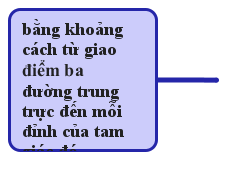 bằng khoảng
cách từ giao
điểm ba
đường trung
trực đến mỗi
đỉnh của tam